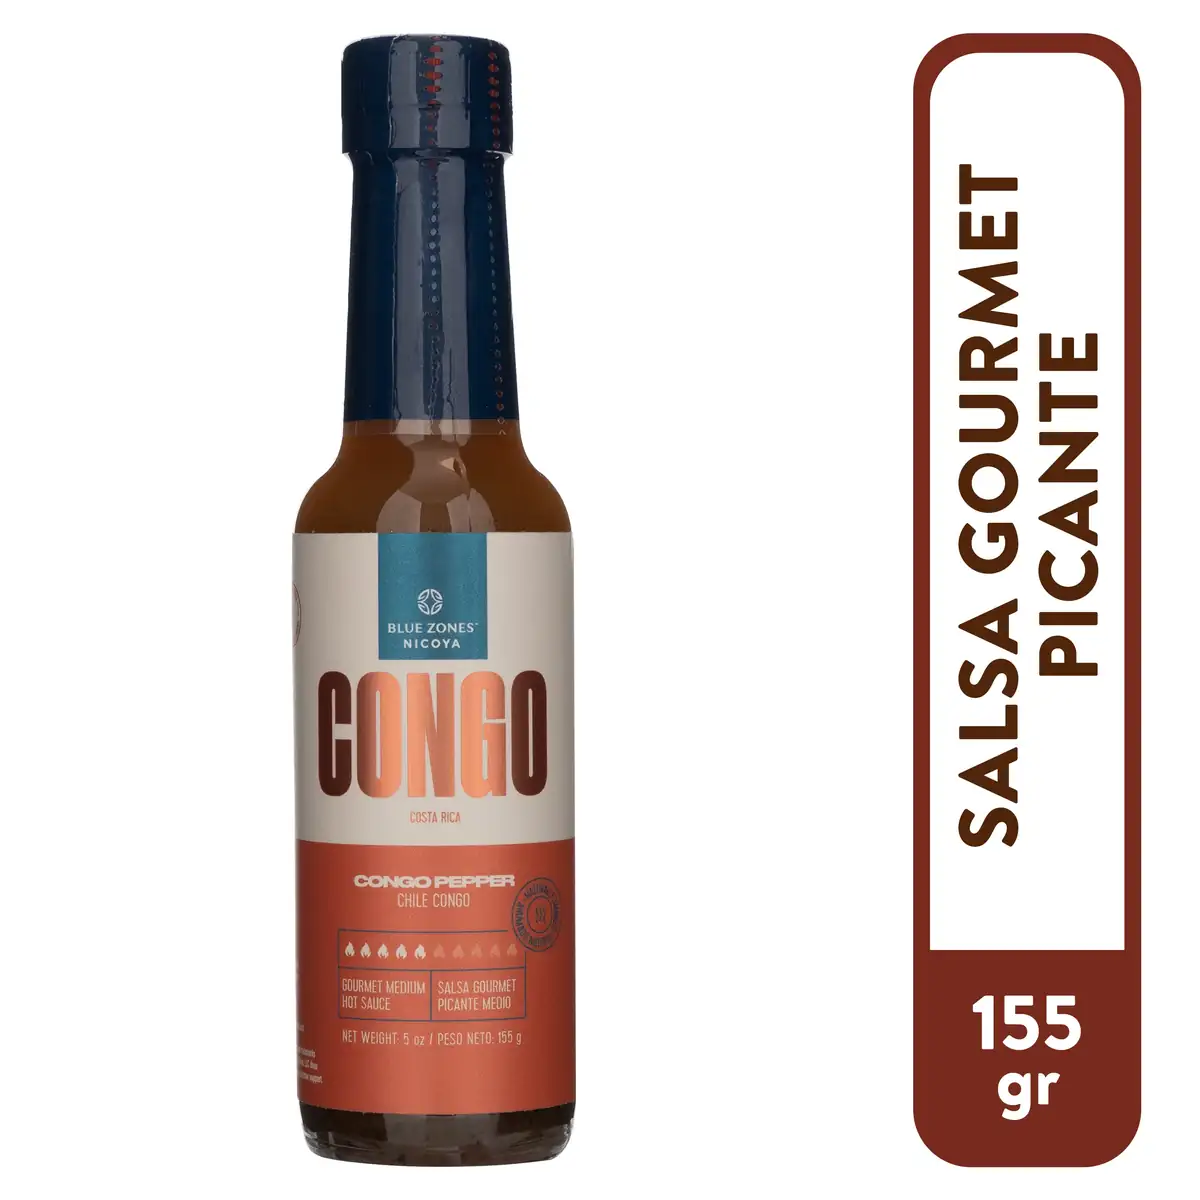 BLUE ZONES™
NICOYA
CONGO
COSTA RICA
CONGO PEPPER
CHILE CONGO
GOURMET MEDIUM
HOT SAUCE
SALSA GOURMET
PICANTE MEDIO
NET WEIGHT: 5 oz / PESO NETO: 155 g
SALSA GOURMET
PICANTE
155
gr